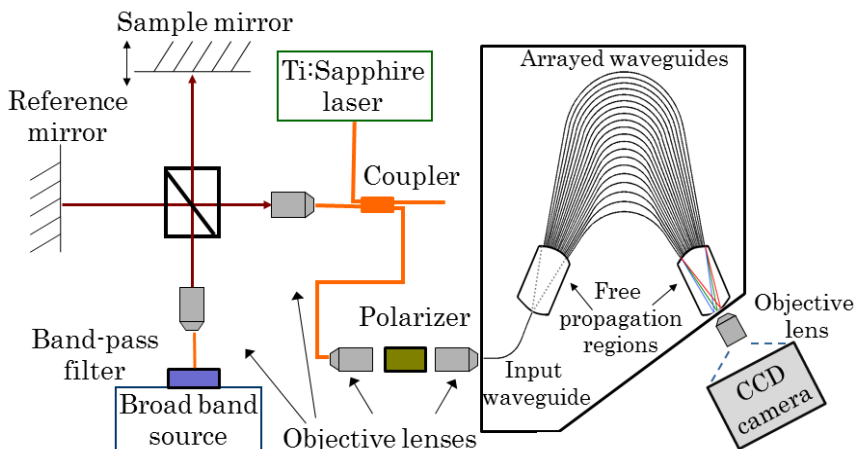 Sample mirror
Reference
mirror
Ti:Sapphire
laser
Coupler
Arrayed waveguides
Free
propagation
regions
Objective
lens
Polarizer
Band-pass
filter
Input
waveguide
CCD
camera
Broad band
source
Objective lenses